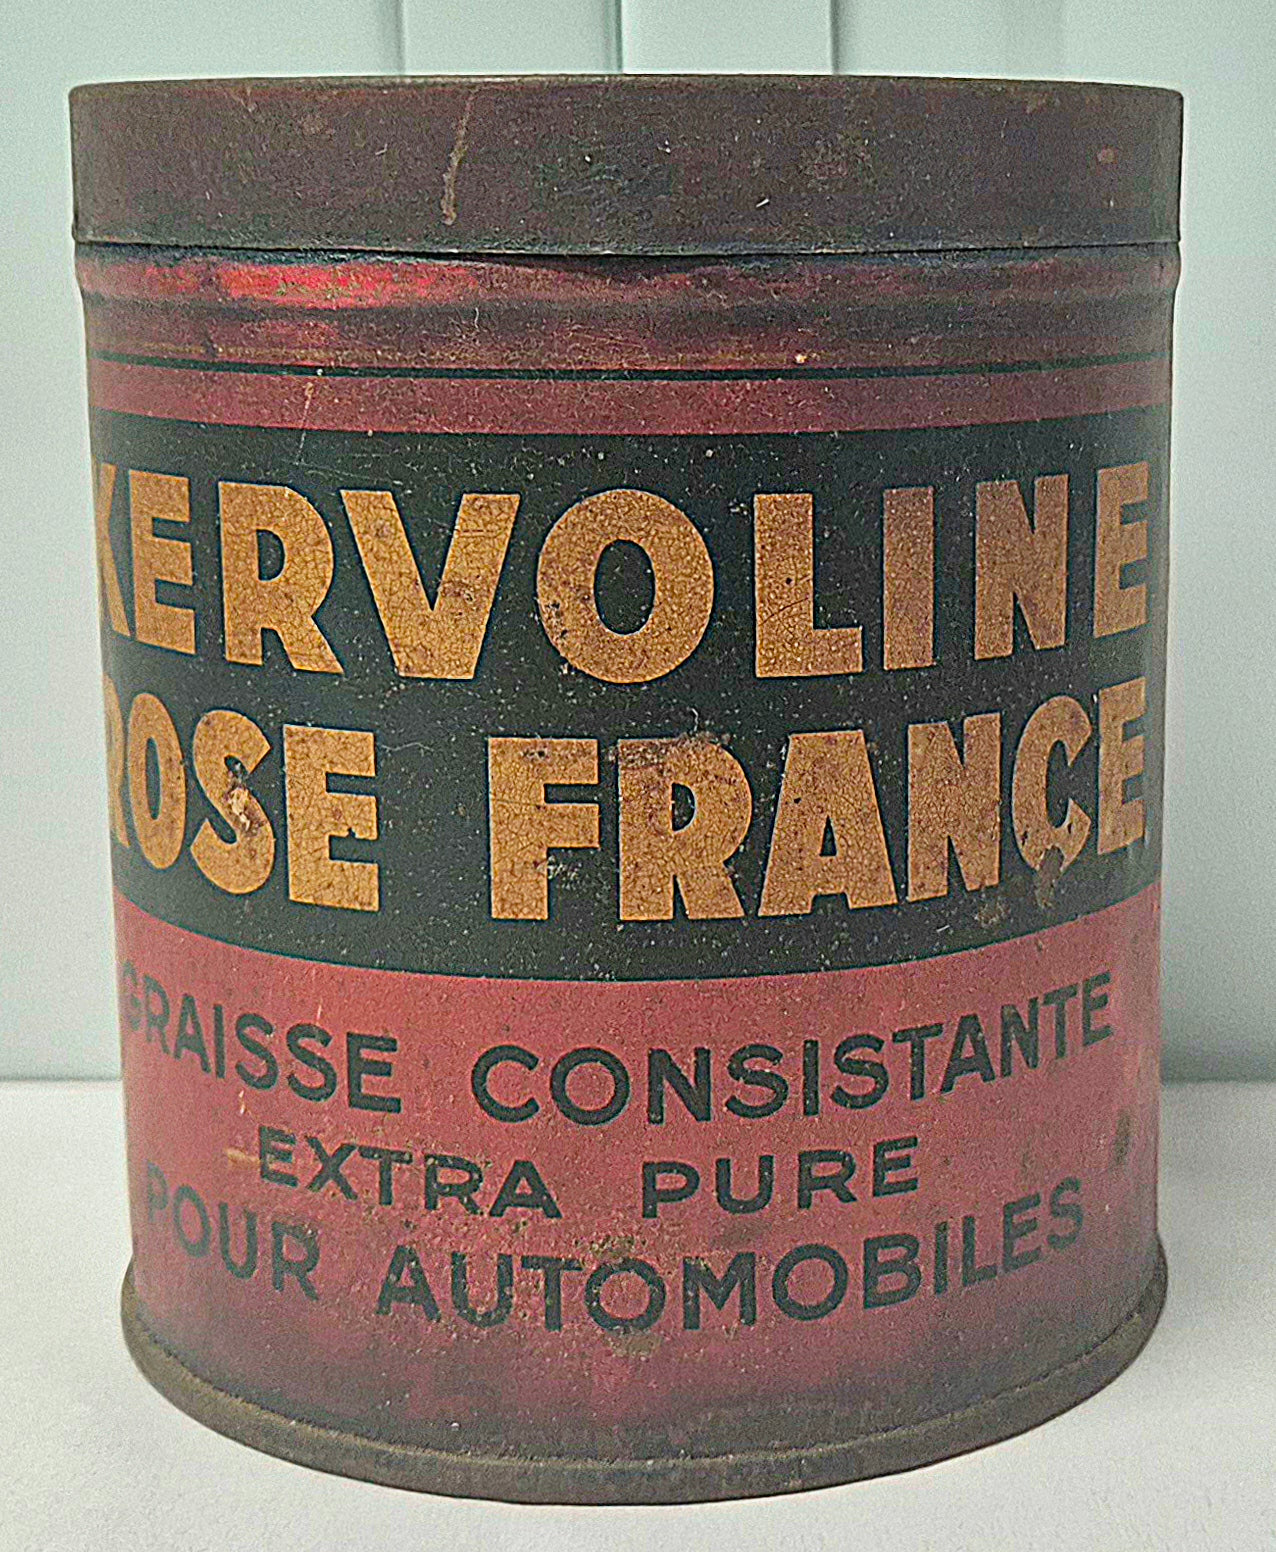 KERVOLINE
ROSE FRANCE
GRAISSE CONSISTANTE
EXTRA PURE
POUR AUTOMOBILES